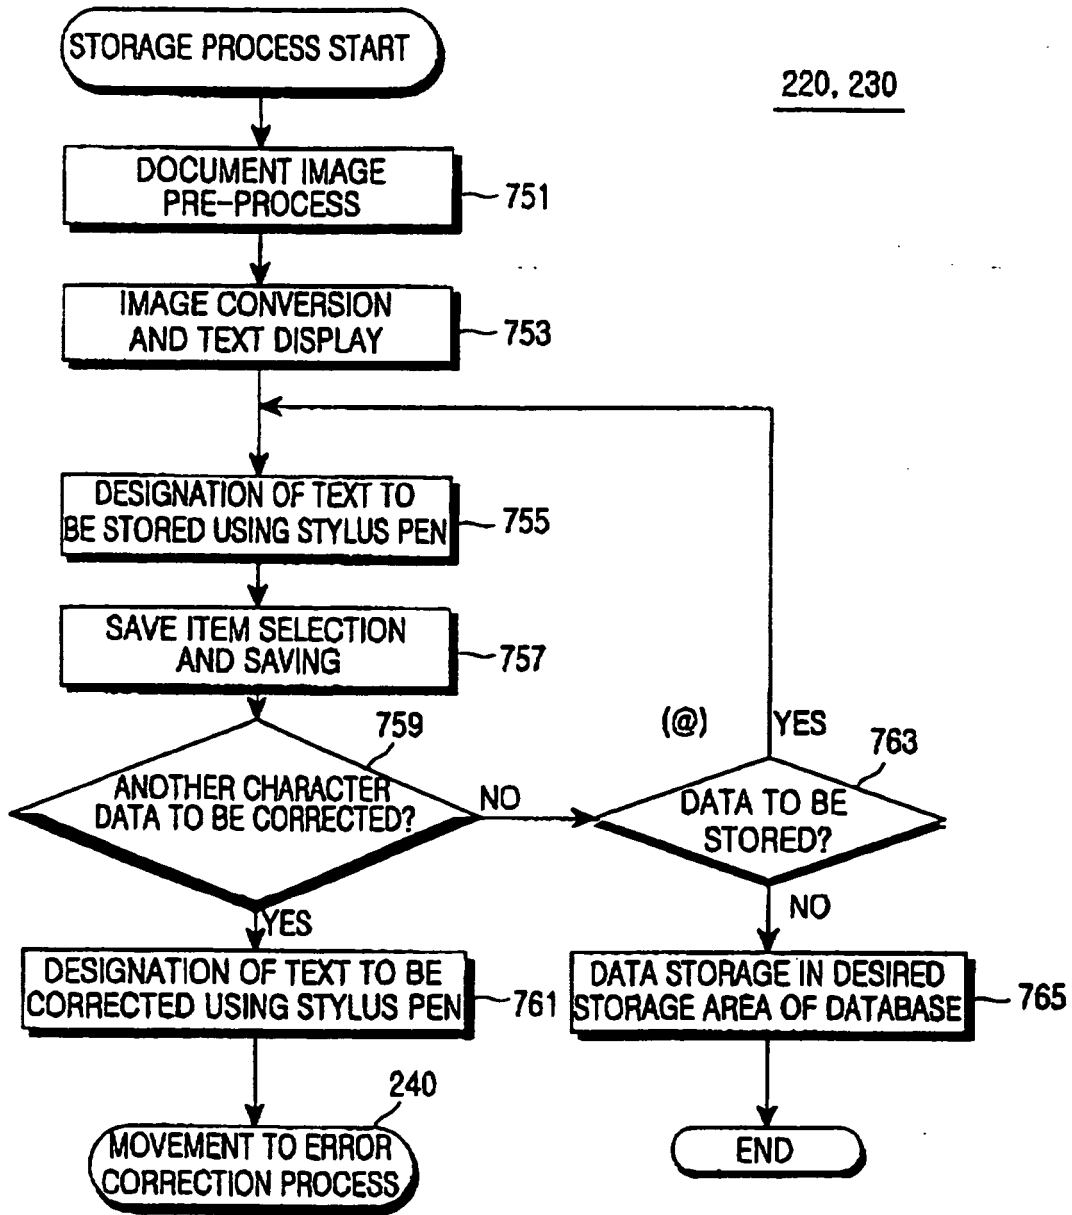 STORAGE PROCESS START
220, 230
DOCUMENT IMAGE
PRE-PROCESS
751
IMAGE CONVERSION
AND TEXT DISPLAY
753
DESIGNATION OF TEXT TO
BE STORED USING STYLUS PEN
755
SAVE ITEM SELECTION
AND SAVING
757
759
ANOTHER CHARACTER
DATA TO BE CORRECTED?
NO
(@)
YES
763
DATA TO BE
STORED?
YES
NO
DESIGNATION OF TEXT TO BE
CORRECTED USING STYLUS PEN
761
DATA STORAGE IN DESIRED
STORAGE AREA OF DATABASE
765
240
MOVEMENT TO ERROR
CORRECTION PROCESS
END